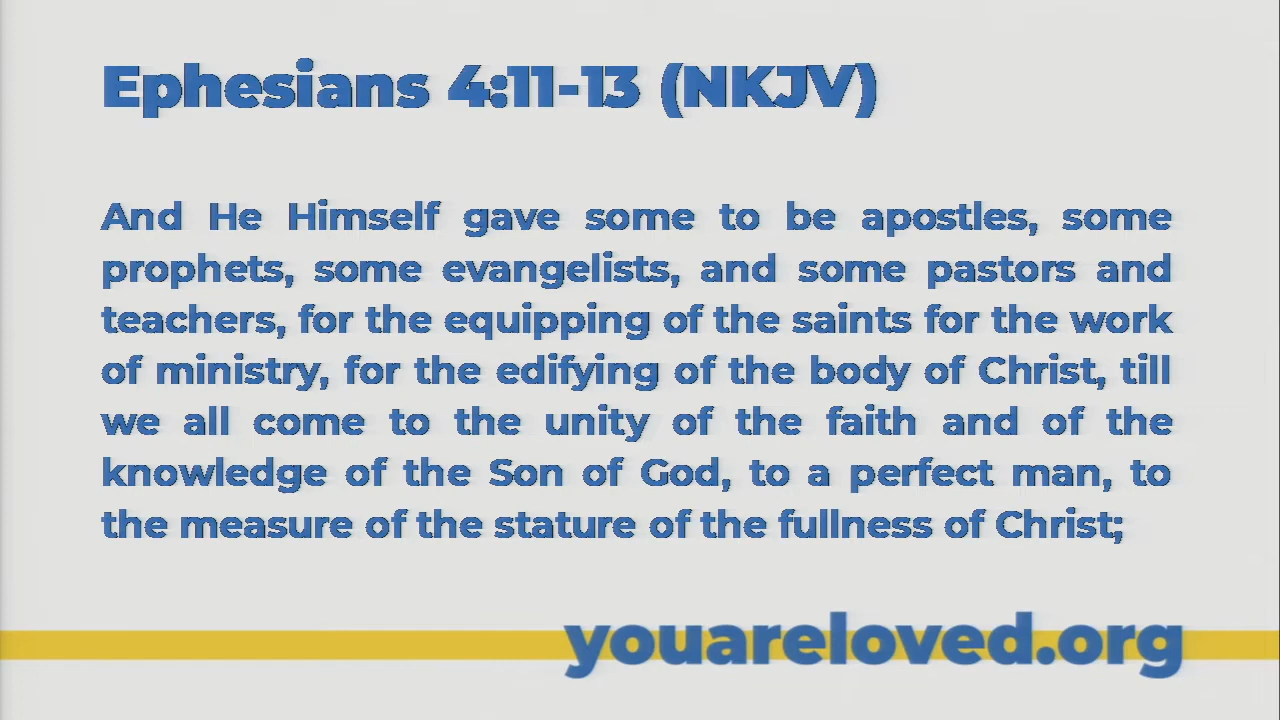 Ephesians 4:11-13 (NKJV)
And He Himself gave some to be apostles, some
prophets, some evangelists, and some pastors and
teachers, for the equipping of the saints for the work
of ministry, for the edifying of the body of Christ, till
we all come to the unity of the faith and of the
knowledge of the Son of God, to a perfect man, to
the measure of the stature of the fullness of Christ;
youareloved.org